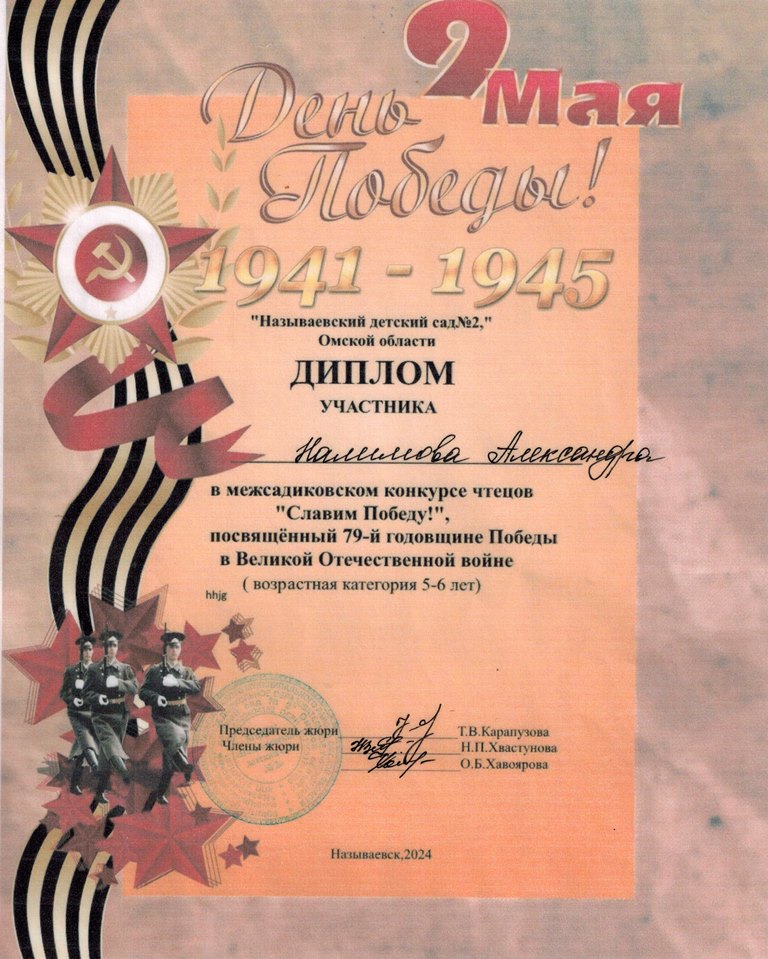 9 Мая
День
Победы!
1941 - 1945
"Называевский детский сад№2,"
Омской области
ДИПЛОМ
УЧАСТНИКА
Налимова Александра
в межсадиковском конкурсе чтецов
"Славим Победу!",
посвящённый 79-й годовщине Победы
в Великой Отечественной войне
( возрастная категория 5-6 лет)
hhjg
Председатель жюри Т.В.Карапузова
Члены жюри Н.П.Хвастунова
О.Б.Хавоярова
Называевск,2024